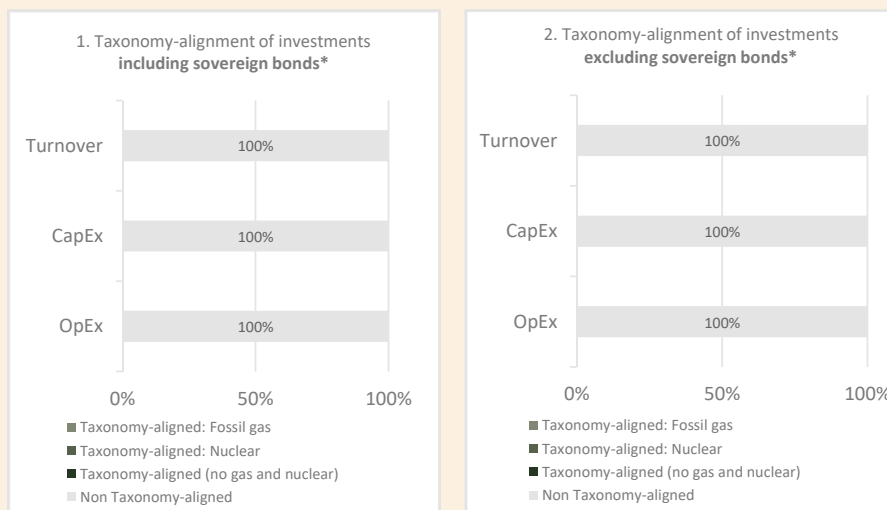 1. Taxonomy-alignment of investments
including sovereign bonds*
Turnover
100%
CapEx
100%
OpEx
100%
0%
50%
100%
Taxonomy-aligned: Fossil gas
Taxonomy-aligned: Nuclear
Taxonomy-aligned (no gas and nuclear)
Non Taxonomy-aligned
2. Taxonomy-alignment of investments
excluding sovereign bonds*
Turnover
100%
CapEx
100%
OpEx
100%
0%
50%
100%
Taxonomy-aligned: Fossil gas
Taxonomy-aligned: Nuclear
Taxonomy-aligned (no gas and nuclear)
Non Taxonomy-aligned